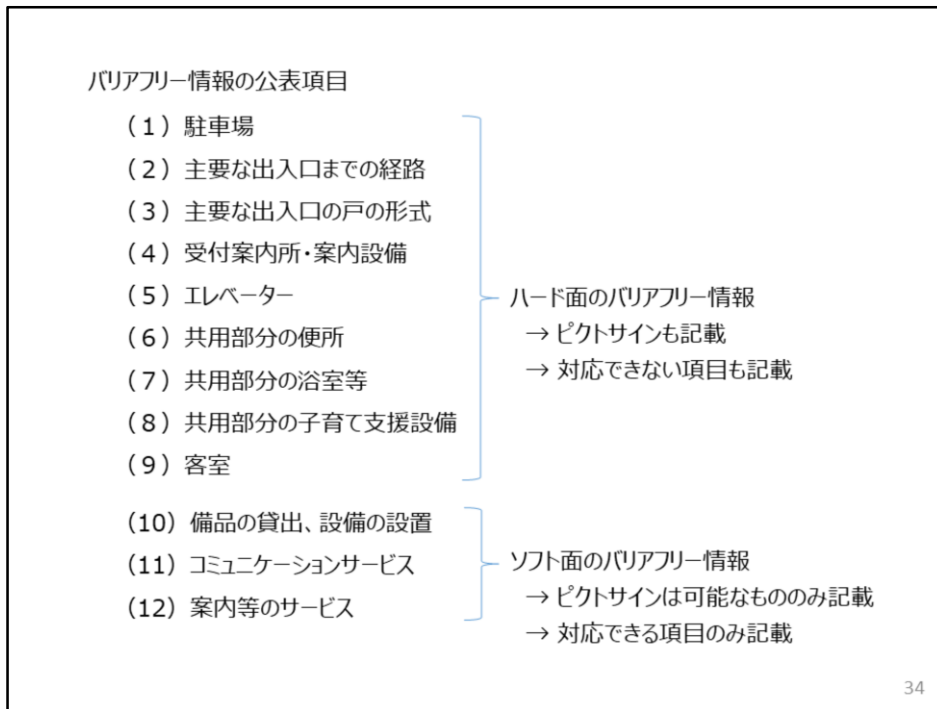 バリアフリー情報の公表項目
（1）駐車場
（2）主要な出入口までの経路
（3）主要な出入口の戸の形式
（4）受付案内所・案内設備
（5）エレベーター
（6）共用部分の便所
（7）共用部分の浴室等
（8）共用部分の子育て支援設備
（9）客室
ハード面のバリアフリー情報
→ ピクトサインも記載
→ 対応できない項目も記載
（10）備品の貸出、設備の設置
（11）コミュニケーションサービス
（12）案内等のサービス
ソフト面のバリアフリー情報
→ ピクトサインは可能なもののみ記載
→ 対応できる項目のみ記載
34